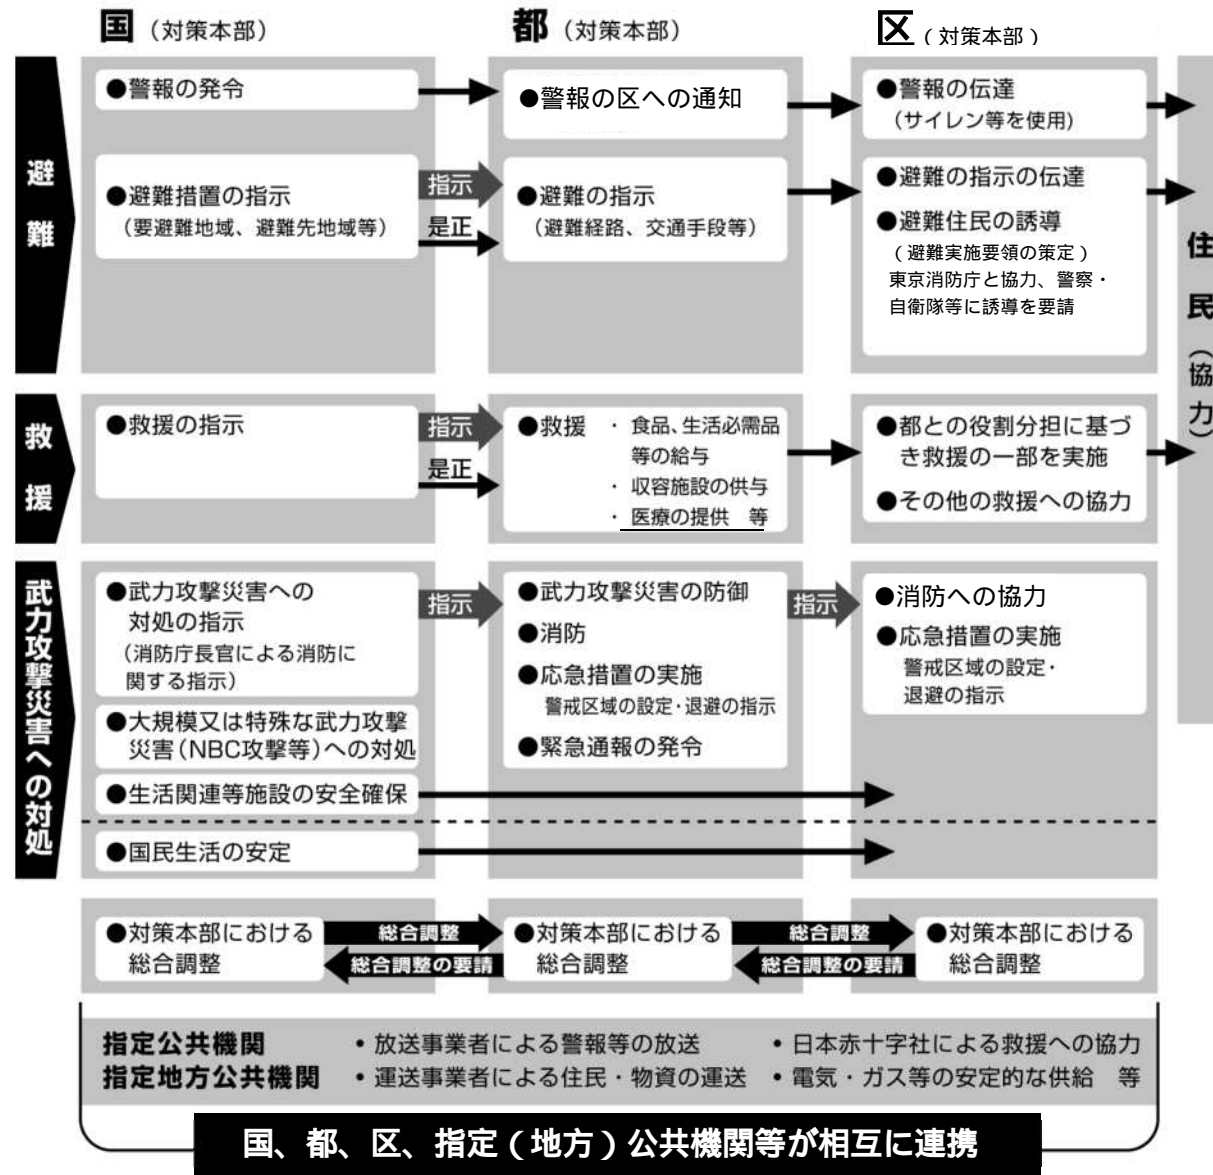 国（対策本部）
都（対策本部）
区（対策本部）
避難
●警報の発令
●警報の区への通知
●警報の伝達
（サイレン等を使用)
●避難措置の指示
（要避難地域、避難先地域等）
指示
是正
●避難の指示
（避難経路、交通手段等）
●避難の指示の伝達
●避難住民の誘導
（避難実施要領の策定）
東京消防庁と協力、警察・
自衛隊等に誘導を要請
住民（協力）
救援
●救援の指示
指示
是正
●救援 ・ 食品、生活必需品
等の給与
・ 収容施設の供与
・ 医療の提供　等
●都との役割分担に基づ
き救援の一部を実施
●その他の救援への協力
武力攻撃災害への対処
●武力攻撃災害への
対処の指示
（消防庁長官による消防に
関する指示）
指示
●武力攻撃災害の防御
●消防
●応急措置の実施
警戒区域の設定・退避の指示
●緊急通報の発令
指示
●消防への協力
●応急措置の実施
警戒区域の設定・
退避の指示
●大規模又は特殊な武力攻撃
災害（NBC攻撃等）への対処
●生活関連等施設の安全確保
●国民生活の安定
●対策本部における
総合調整
総合調整
総合調整の要請
●対策本部における
総合調整
総合調整
総合調整の要請
●対策本部における
総合調整
指定公共機関
指定地方公共機関
• 放送事業者による警報等の放送
• 日本赤十字社による救援への協力
• 運送事業者による住民・物資の運送
• 電気・ガス等の安定的な供給　等
国、都、区、指定（地方）公共機関等が相互に連携